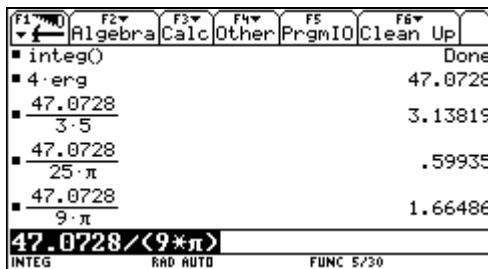 F1 F2 F3 F4 F5 F6
Algebra Calc Other PrgmIO Clean Up
integ() Done
4·erg 47.0728
47.0728
3·5
3.13819
47.0728
25·π
.59935
47.0728
9·π
1.66486
47.0728/(9*π)
INTEG RAD AUTO FUNC 5/30